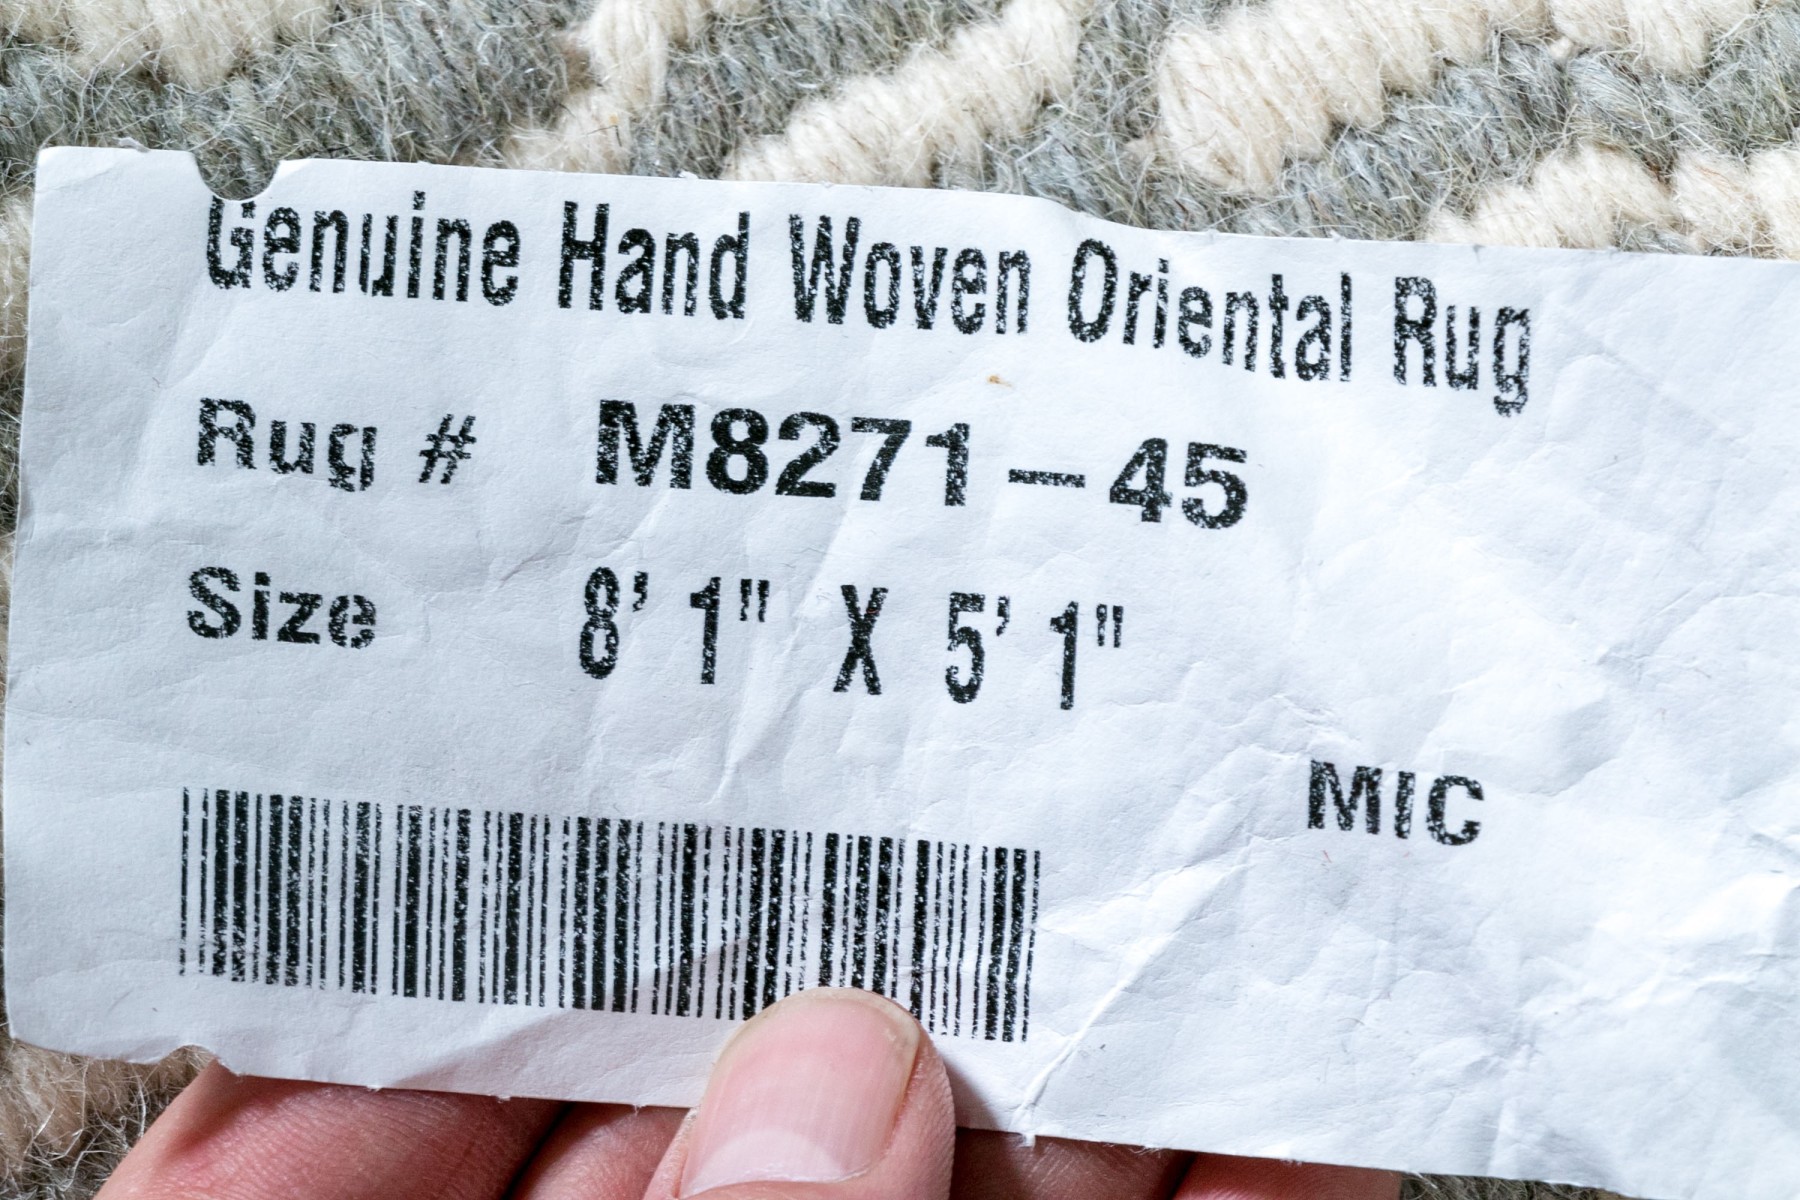 Genuine Hand Woven Oriental Rug
Rug # M8271-45
Size 8' 1" X 5' 1"
MIC